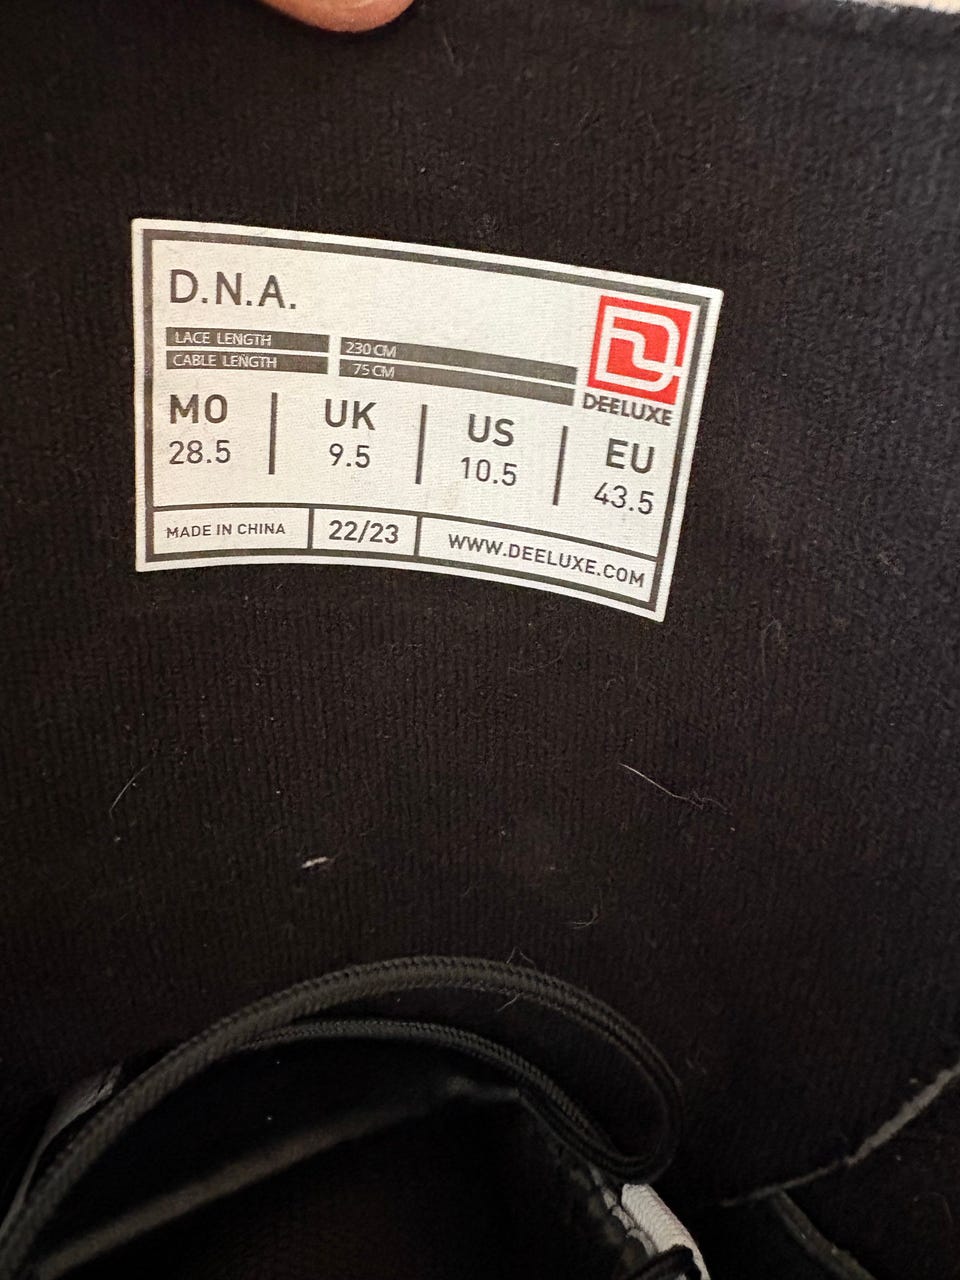 D.N.A.
LACE LENGTH 230 CM
CABLE LENGTH 75 CM
DEELUXE
MO UK US EU
28.5 9.5 10.5 43.5
MADE IN CHINA 22/23 WWW.DEELUXE.COM